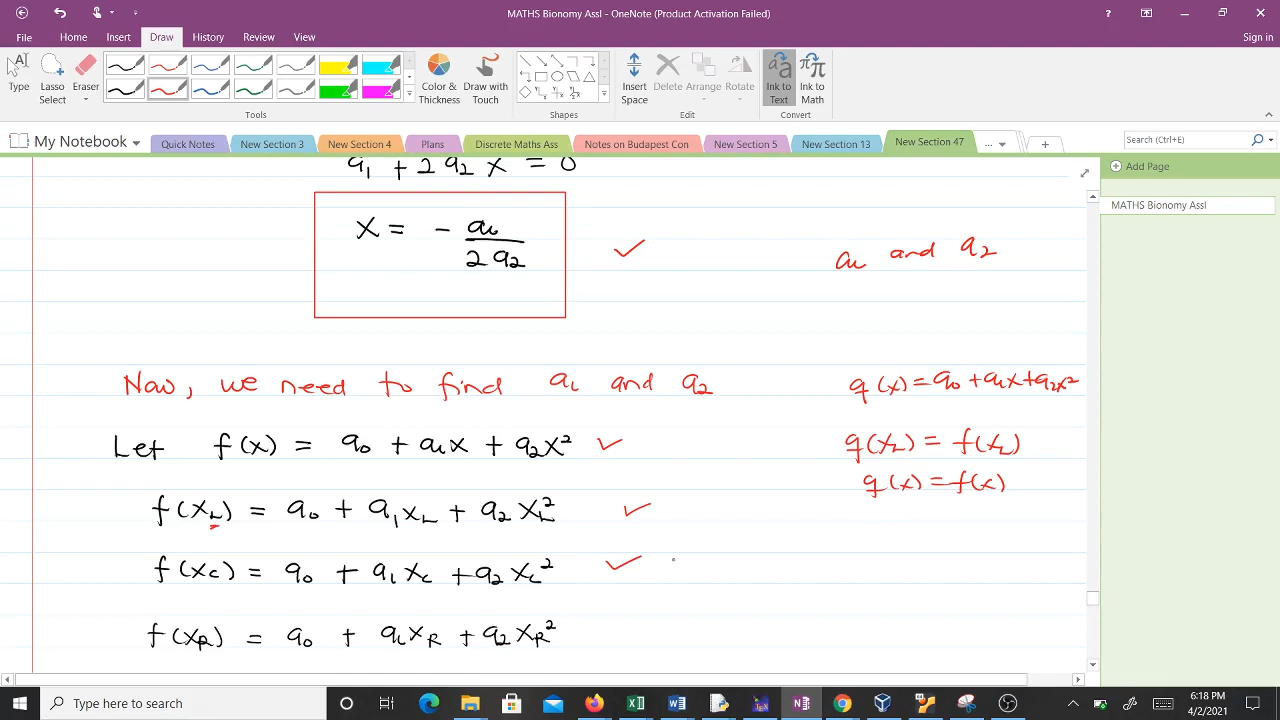 MATHS Bionomy Assl - OneNote (Product Activation Failed)
File Home Insert Draw History Review View
Type Lasso Select Eraser Color & Thickness Draw with Touch Insert Space Delete Arrange Rotate Ink to Text Ink to Math
Tools Shapes Edit Convert
My Notebook Quick Notes New Section 3 New Section 4 Plans Discrete Maths Ass Notes on Budapest Con New Section 5 New Section 13 New Section 47 ... Search (Ctrl+E)
Add Page
MATHS Bionomy Assl
a₁ + 2 a₂ x = 0
x = - a₁ / 2 a₂ ✓
a₁ and a₂
Now, we need to find a₁ and a₂
q(x) = a₀ + a₁x + a₂x²
Let f(x) = a₀ + a₁x + a₂x² ✓
q(x_L) = f(x_L)
q(x) = f(x)
f(x_L) = a₀ + a₁x_L + a₂x_L² ✓
f(x_C) = a₀ + a₁x_C + a₂x_C² ✓
f(x_R) = a₀ + a₁x_R + a₂x_R²
Type here to search
6:18 PM
4/2/2021